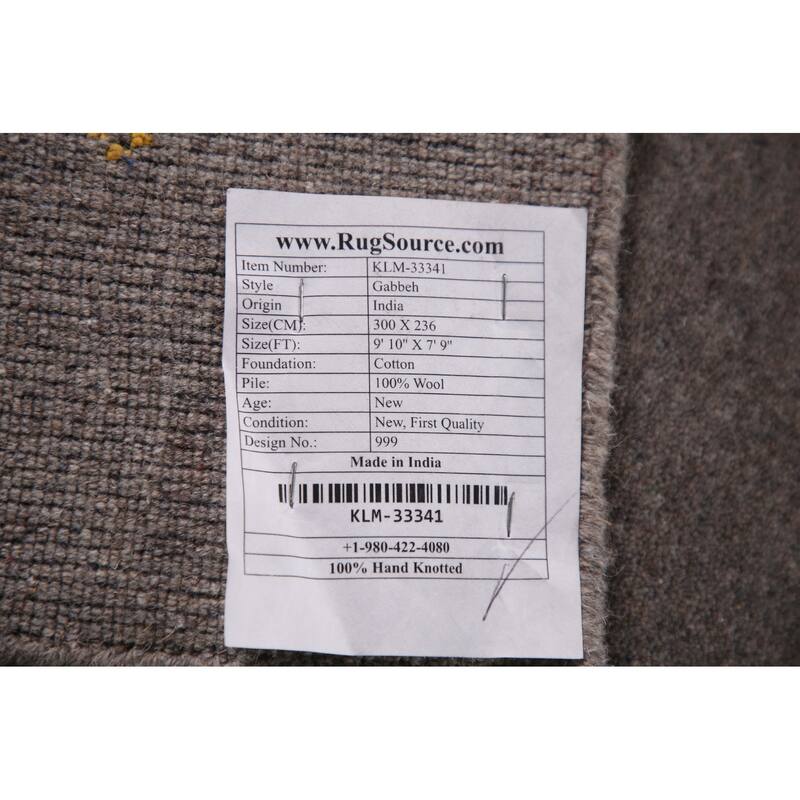 www.RugSource.com
Item Number: KLM-33341
Style Gabbeh
Origin India
Size(CM): 300 X 236
Size(FT): 9' 10" X 7' 9"
Foundation: Cotton
Pile: 100% Wool
Age: New
Condition: New, First Quality
Design No.: 999
Made in India
KLM-33341
+1-980-422-4080
100% Hand Knotted